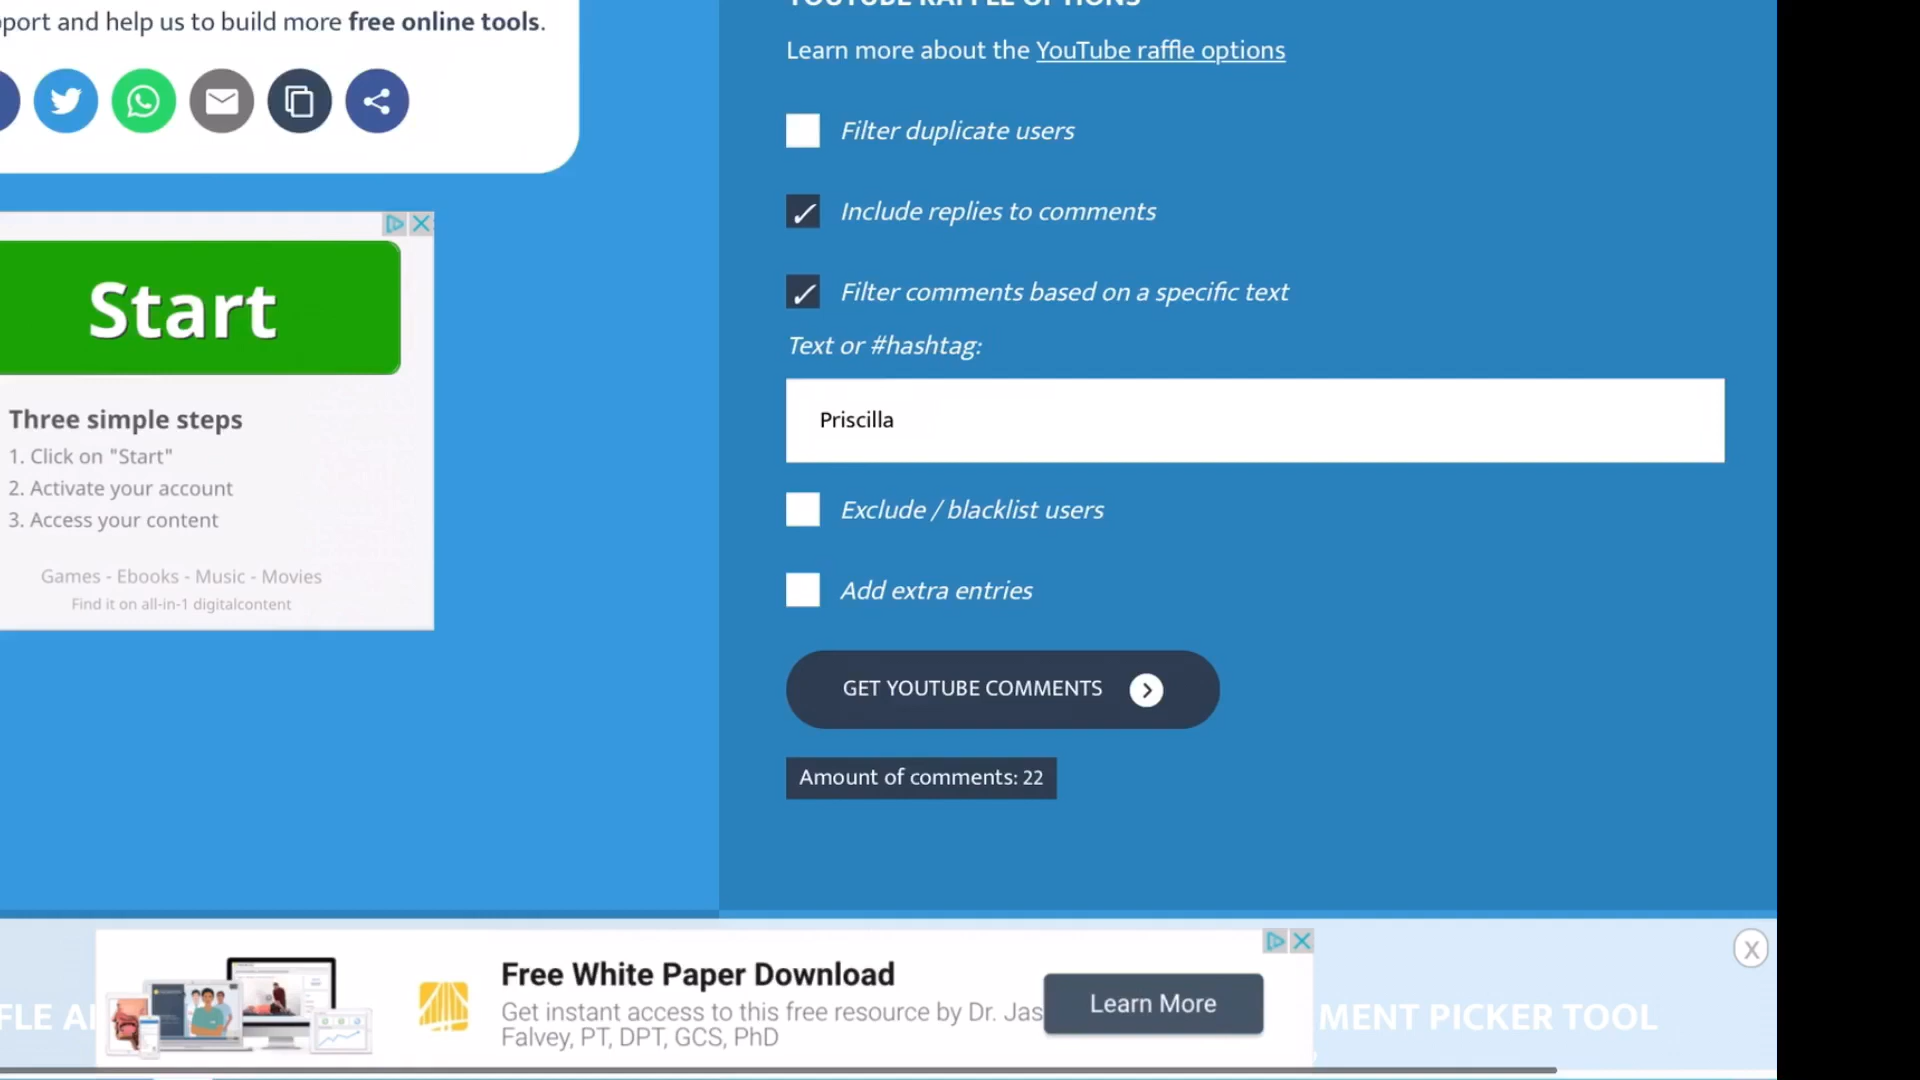 port and help us to build more free online tools.
Start
Three simple steps
1. Click on "Start"
2. Activate your account
3. Access your content
Games - Ebooks - Music - Movies
Find it on all-in-1 digitalcontent
YOUTUBE RAFFLE OPTIONS
Learn more about the YouTube raffle options
Filter duplicate users
Include replies to comments
Filter comments based on a specific text
Text or #hashtag:
Priscilla
Exclude / blacklist users
Add extra entries
GET YOUTUBE COMMENTS
Amount of comments: 22
Free White Paper Download
Get instant access to this free resource by Dr. Jas
Falvey, PT, DPT, GCS, PhD
Learn More
X
FLE A
MENT PICKER TOOL